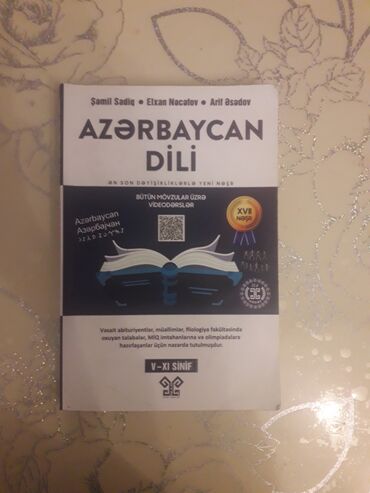 Şamil Sadiq • Elxan Nəcəfov • Arif Əsədov
AZƏRBAYCAN
DİLİ
ƏN SON DƏYİŞİKLİKLƏRLƏ YENİ NƏŞR
BÜTÜN MÖVZULAR ÜZRƏ
VİDEODƏRSLƏR
Azərbaycan
Азәрбајҹан
XVII
Nəşr
Vəsait abituriyentlər, müəllimlər, filologiya fakültəsində
oxuyan tələbələr, MİQ imtahanlarına və olimpiadalara
hazırlaşanlar üçün nəzərdə tutulmuşdur.
V–XI SİNİF